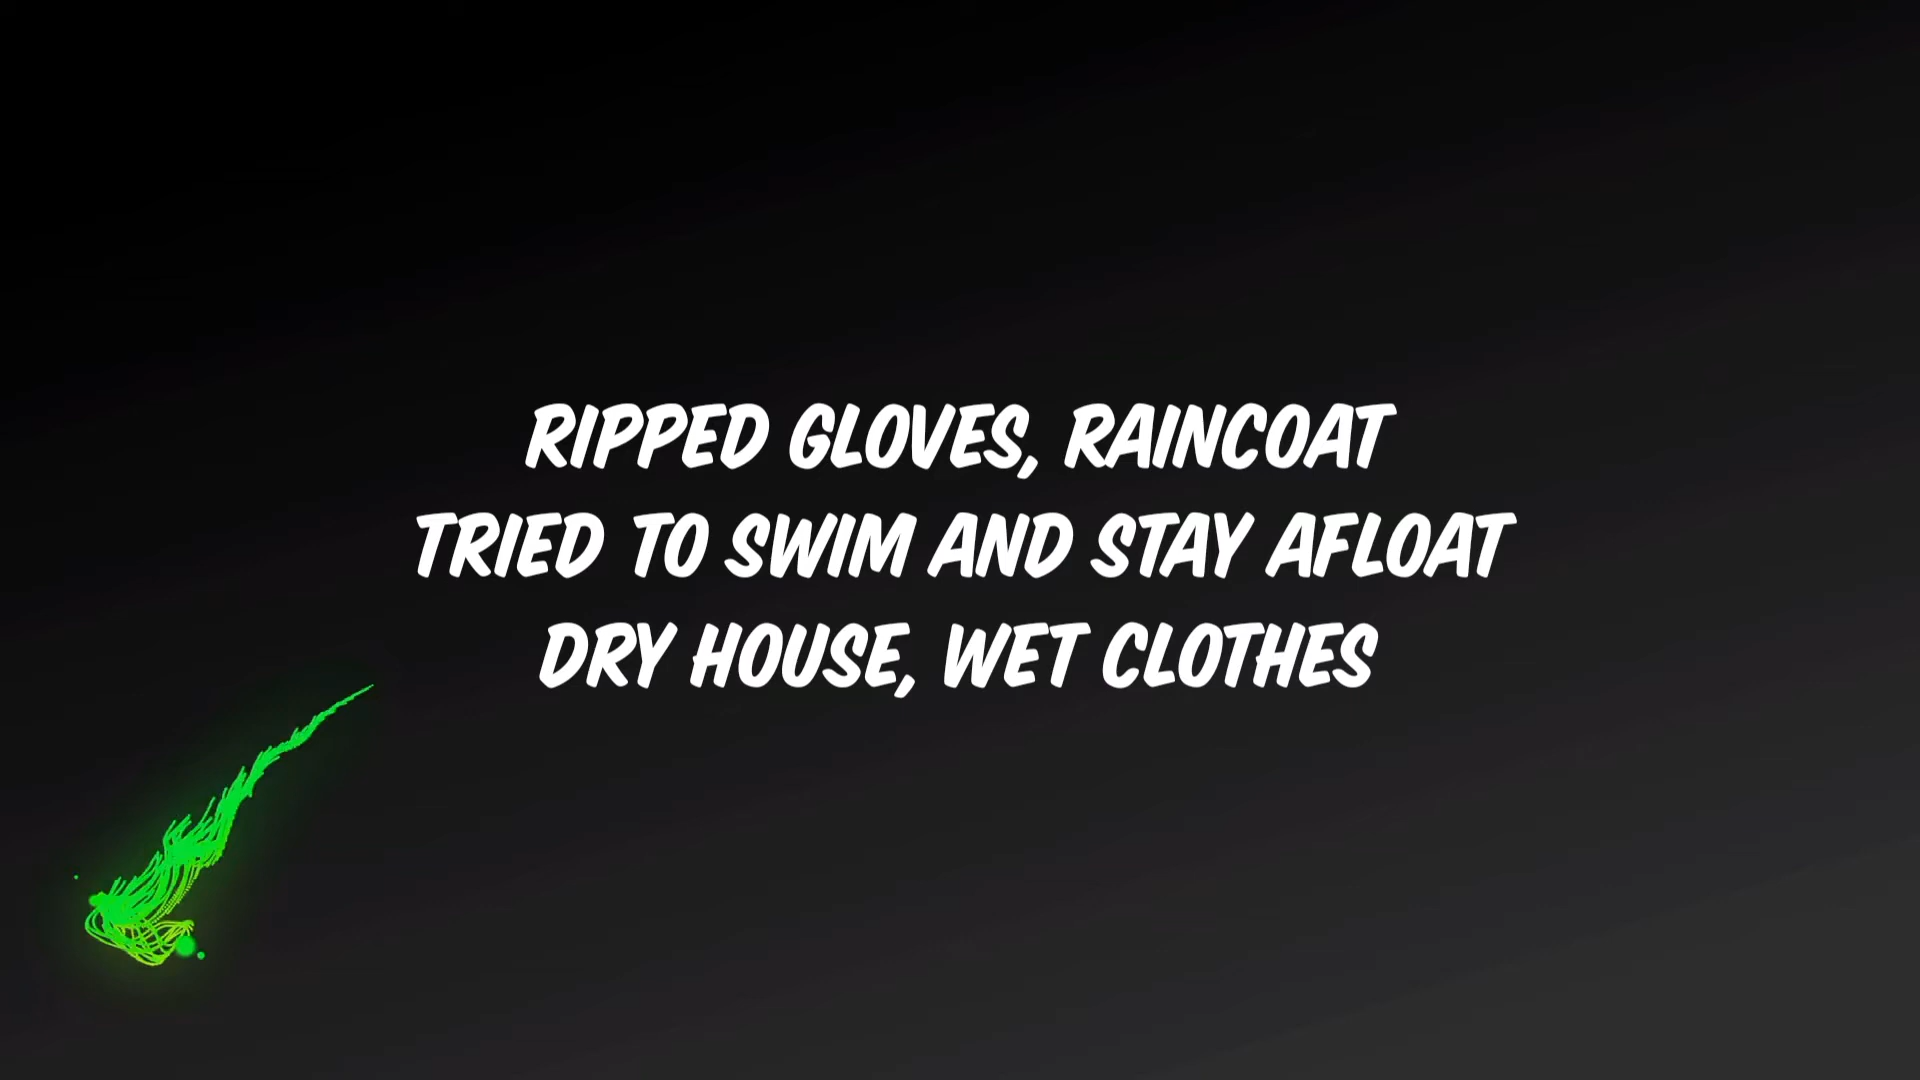 RIPPED GLOVES, RAINCOAT
TRIED TO SWIM AND STAY AFLOAT
DRY HOUSE, WET CLOTHES